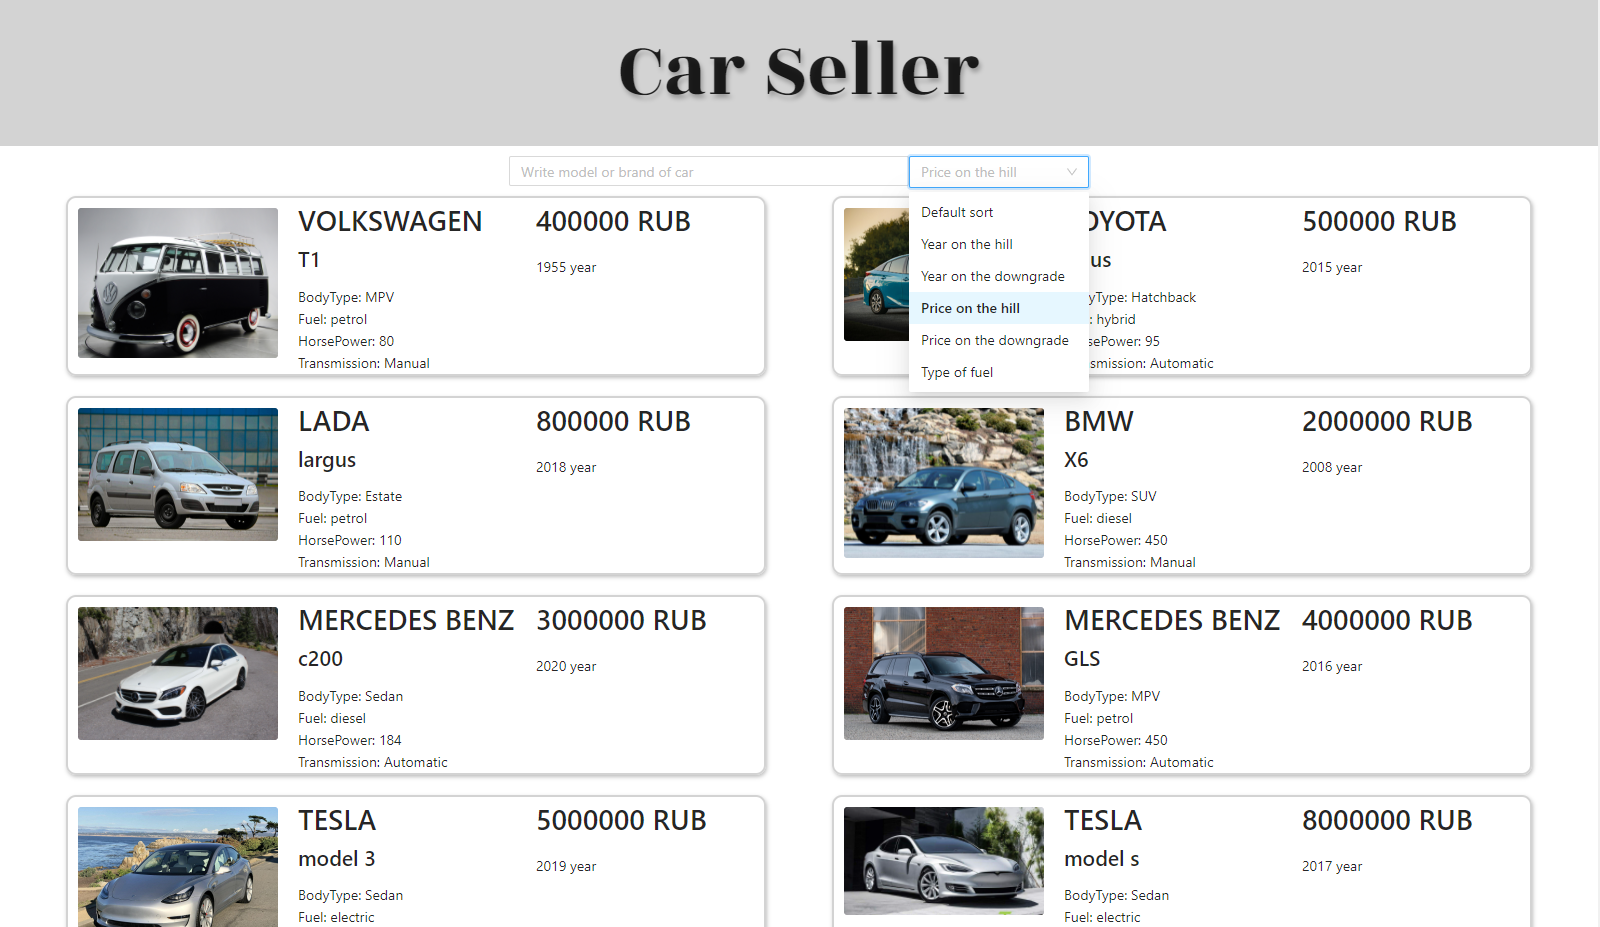 Car Seller
Write model or brand of car
Price on the hill
Default sort
Year on the hill
Year on the downgrade
Price on the hill
Price on the downgrade
Type of fuel
VOLKSWAGEN
400000 RUB
T1
1955 year
BodyType: MPV
Fuel: petrol
HorsePower: 80
Transmission: Manual
OYOTA
500000 RUB
us
2015 year
yType: Hatchback
: hybrid
sePower: 95
smission: Automatic
LADA
800000 RUB
largus
2018 year
BodyType: Estate
Fuel: petrol
HorsePower: 110
Transmission: Manual
BMW
2000000 RUB
X6
2008 year
BodyType: SUV
Fuel: diesel
HorsePower: 450
Transmission: Manual
MERCEDES BENZ
3000000 RUB
c200
2020 year
BodyType: Sedan
Fuel: diesel
HorsePower: 184
Transmission: Automatic
MERCEDES BENZ
4000000 RUB
GLS
2016 year
BodyType: MPV
Fuel: petrol
HorsePower: 450
Transmission: Automatic
TESLA
5000000 RUB
model 3
2019 year
BodyType: Sedan
Fuel: electric
TESLA
8000000 RUB
model s
2017 year
BodyType: Sedan
Fuel: electric